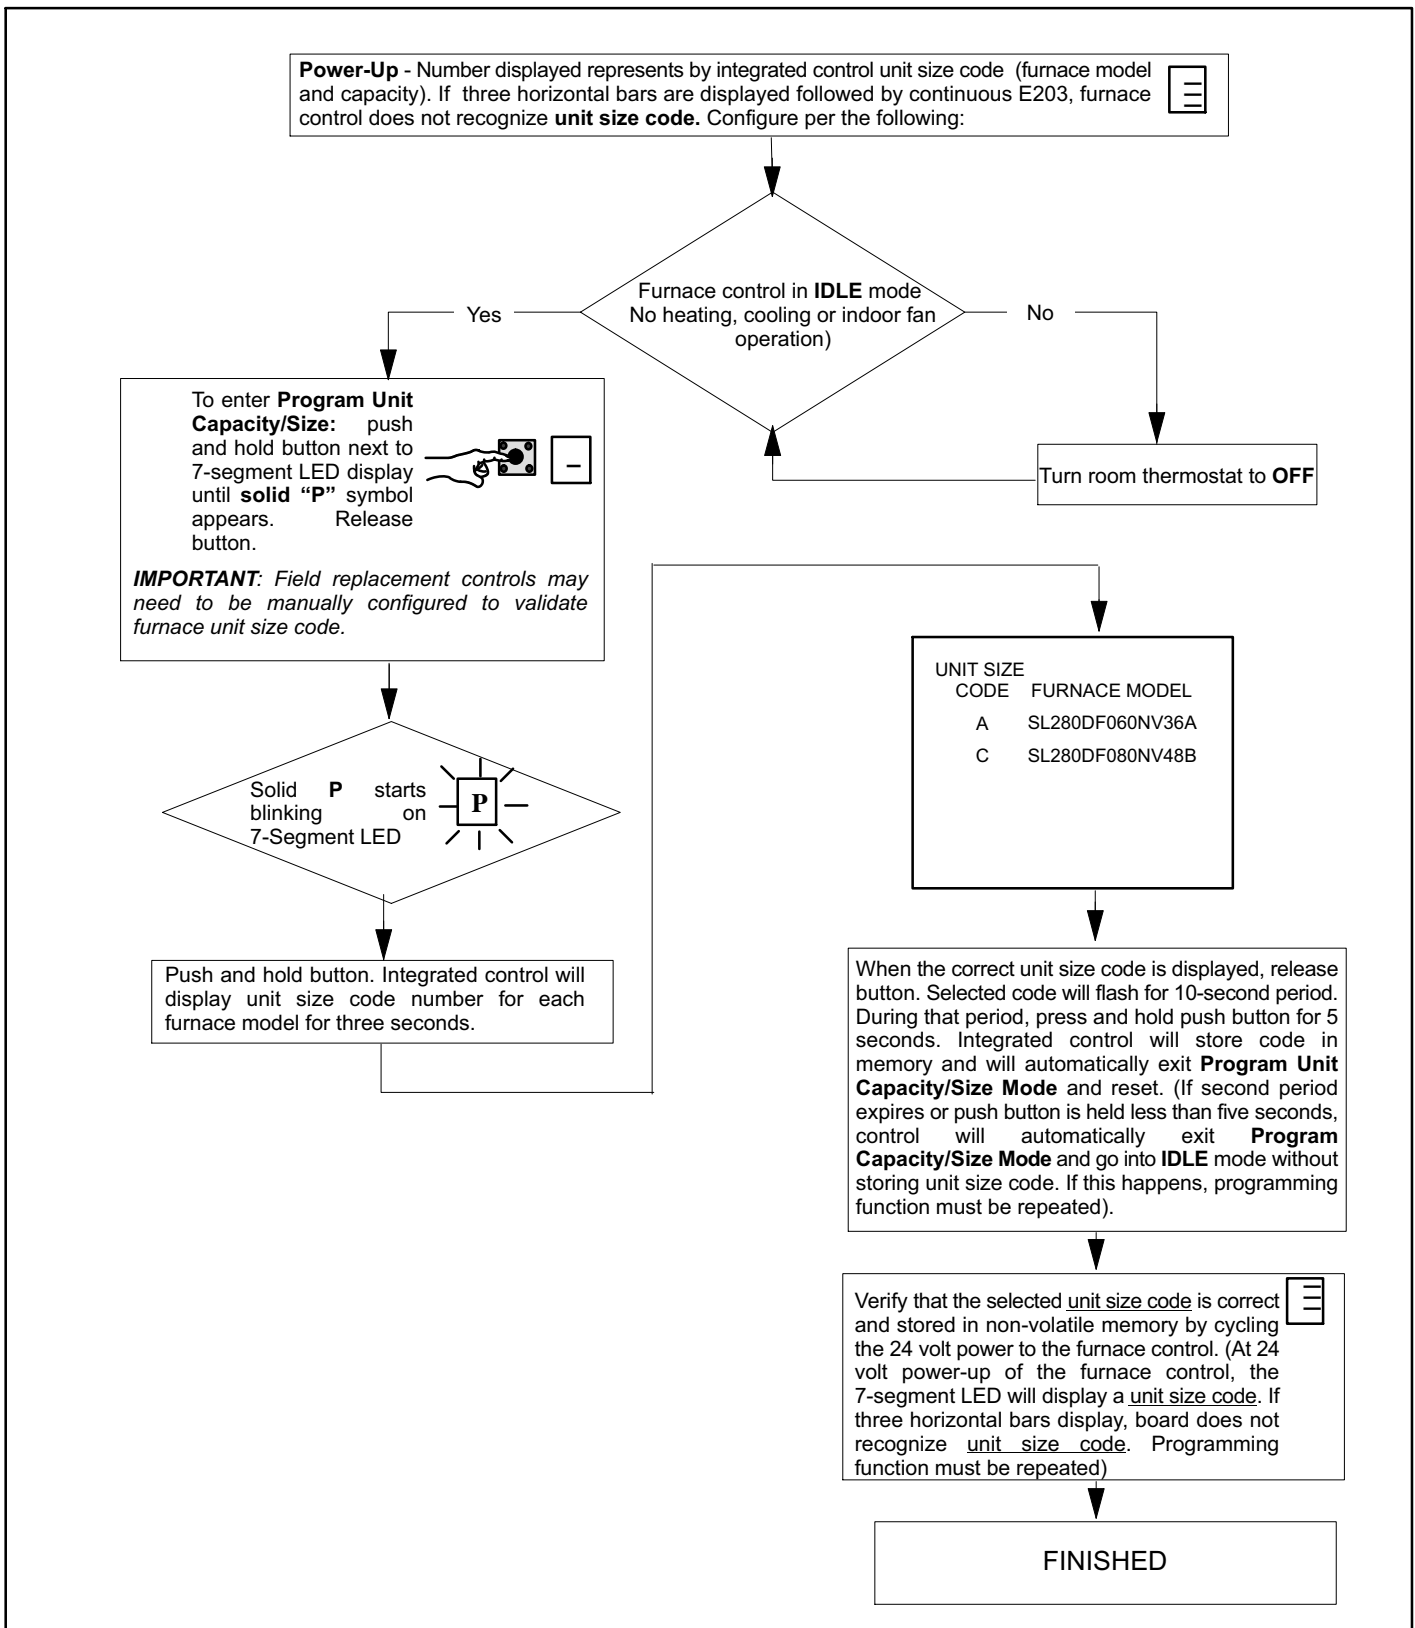 Power-Up - Number displayed represents by integrated control unit size code (furnace model
and capacity). If three horizontal bars are displayed followed by continuous E203, furnace
control does not recognize unit size code. Configure per the following:
Furnace control in IDLE mode
No heating, cooling or indoor fan
operation)
Yes
No
To enter Program Unit
Capacity/Size: push
and hold button next to
7-segment LED display
until solid “P” symbol
appears. Release
button.
IMPORTANT: Field replacement controls may
need to be manually configured to validate
furnace unit size code.
Turn room thermostat to OFF
Solid P starts
blinking on
7-Segment LED
P
Push and hold button. Integrated control will
display unit size code number for each
furnace model for three seconds.
UNIT SIZE
CODE FURNACE MODEL
A SL280DF060NV36A
C SL280DF080NV48B
When the correct unit size code is displayed, release
button. Selected code will flash for 10-second period.
During that period, press and hold push button for 5
seconds. Integrated control will store code in
memory and will automatically exit Program Unit
Capacity/Size Mode and reset. (If second period
expires or push button is held less than five seconds,
control will automatically exit Program
Capacity/Size Mode and go into IDLE mode without
storing unit size code. If this happens, programming
function must be repeated).
Verify that the selected unit size code is correct
and stored in non-volatile memory by cycling
the 24 volt power to the furnace control. (At 24
volt power-up of the furnace control, the
7-segment LED will display a unit size code. If
three horizontal bars display, board does not
recognize unit size code. Programming
function must be repeated)
FINISHED